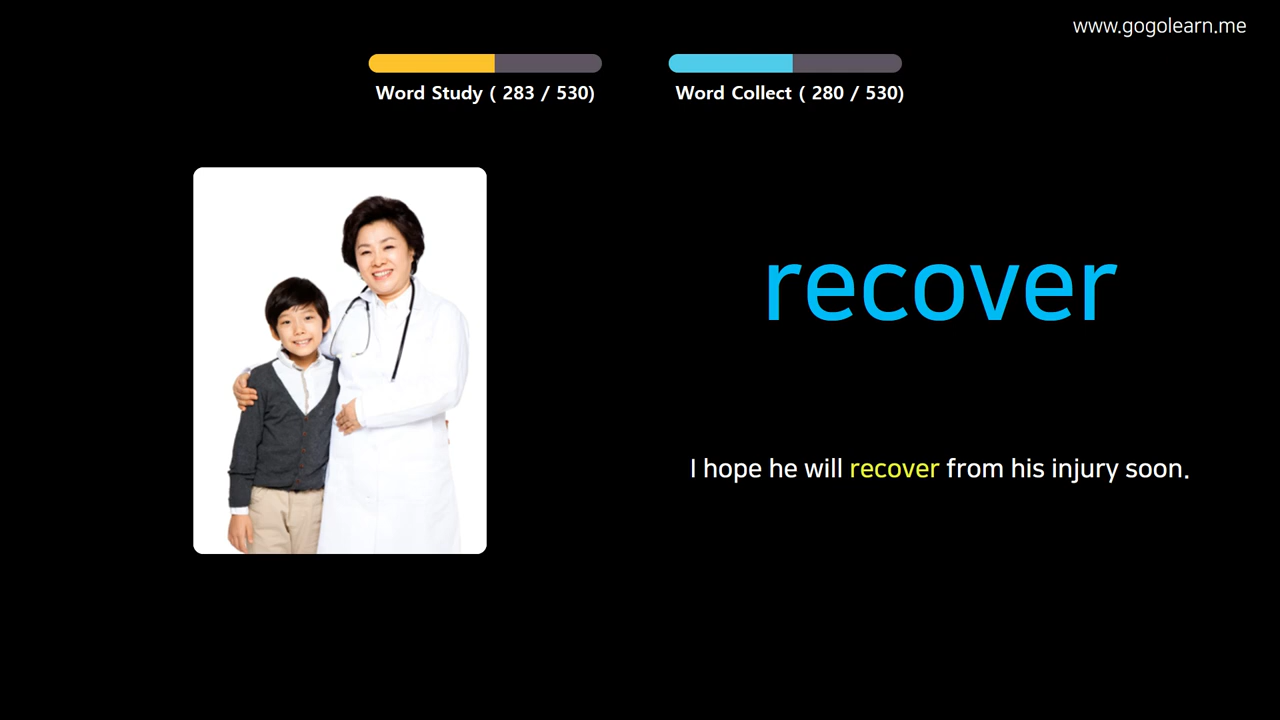 www.gogolearn.me
Word Study ( 283 / 530)
Word Collect ( 280 / 530)
recover
I hope he will recover from his injury soon.